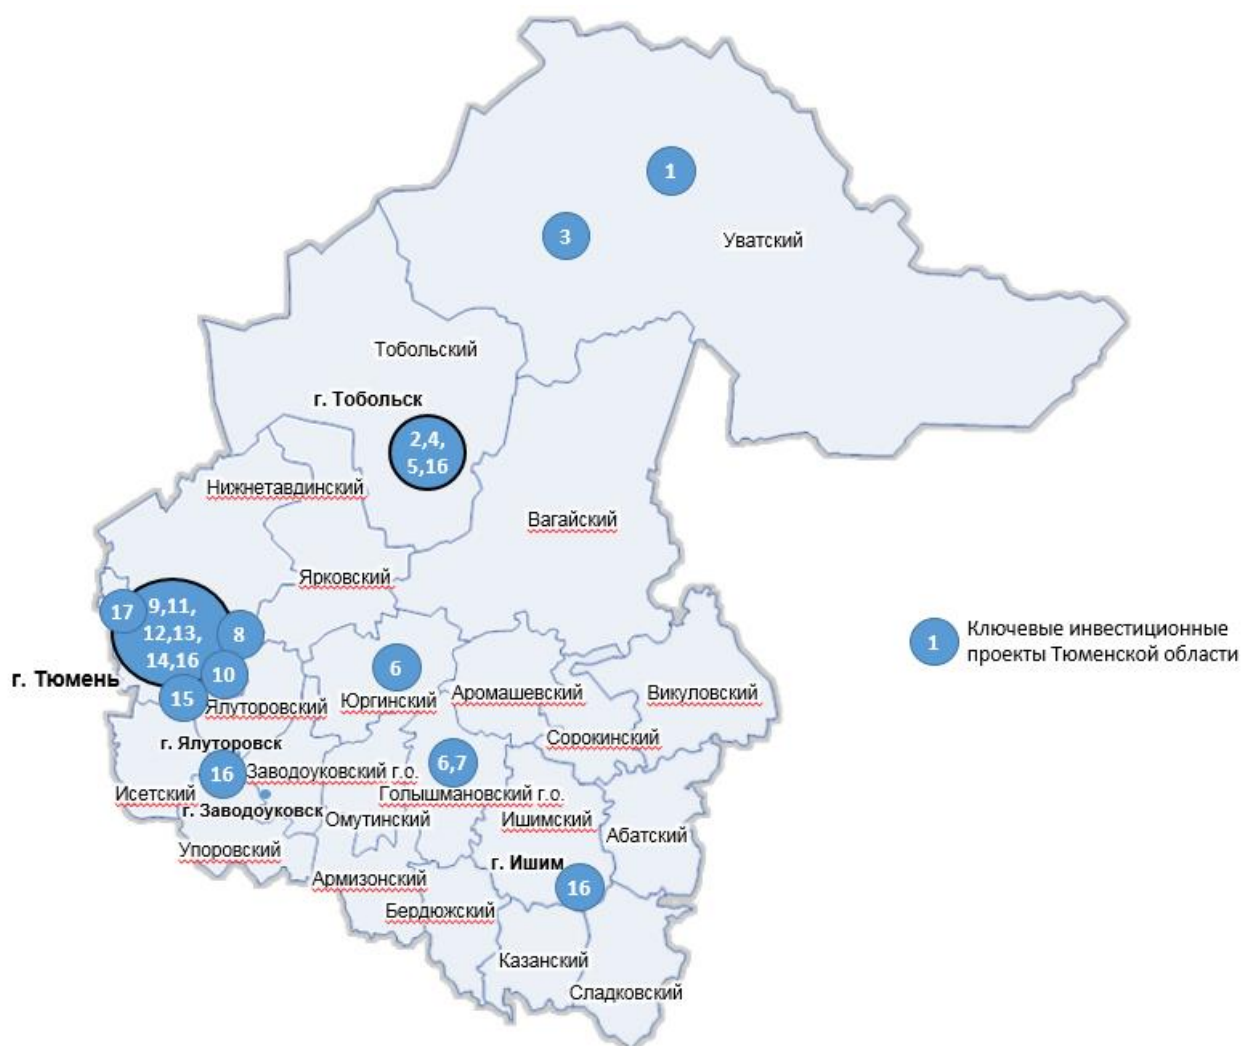 1
3
Уватский
Тобольский
г. Тобольск
2,4,
5,16
Нижнетавдинский
Вагайский
Ярковский
17
9,11,
12,13,
14,16
8
10
15
г. Тюмень
6
Юргинский
Аромашевский
Викуловский
Ялуторовский
Сорокинский
1
Ключевые инвестиционные
проекты Тюменской области
г. Ялуторовск
16
Заводоуковский г.о.
6,7
Исетский
Голышмановский г.о.
г. Заводоуковск
Омутинский
Ишимский
Абатский
Упоровский
г. Ишим
16
Армизонский
Бердюжский
Казанский
Сладковский